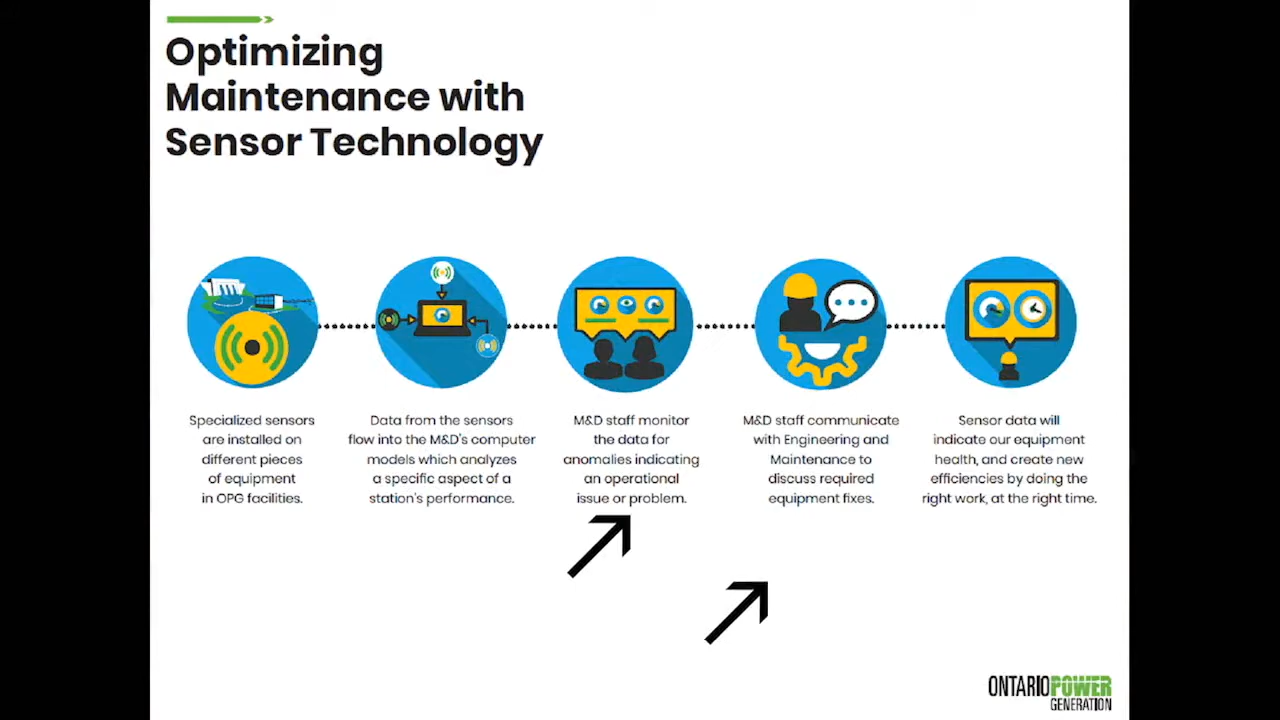 Optimizing
Maintenance with
Sensor Technology
Specialized sensors
are installed on
different pieces
of equipment
in OPG facilities.
Data from the sensors
flow into the M&D's computer
models which analyzes
a specific aspect of a
station's performance.
M&D staff monitor
the data for
anomalies indicating
an operational
issue or problem.
M&D staff communicate
with Engineering and
Maintenance to
discuss required
equipment fixes.
Sensor data will
indicate our equipment
health, and create new
efficiencies by doing the
right work, at the right time.
ONTARIOPOWER
GENERATION